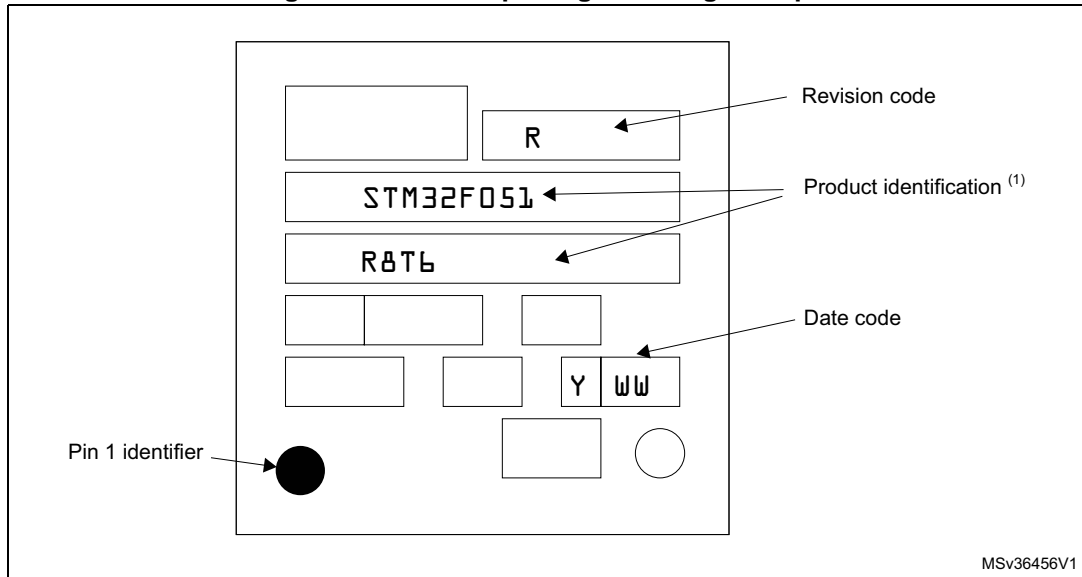 Revision code
R
STM32F051
Product identification (1)
R8T6
Date code
Y WW
Pin 1 identifier
MSv36456V1